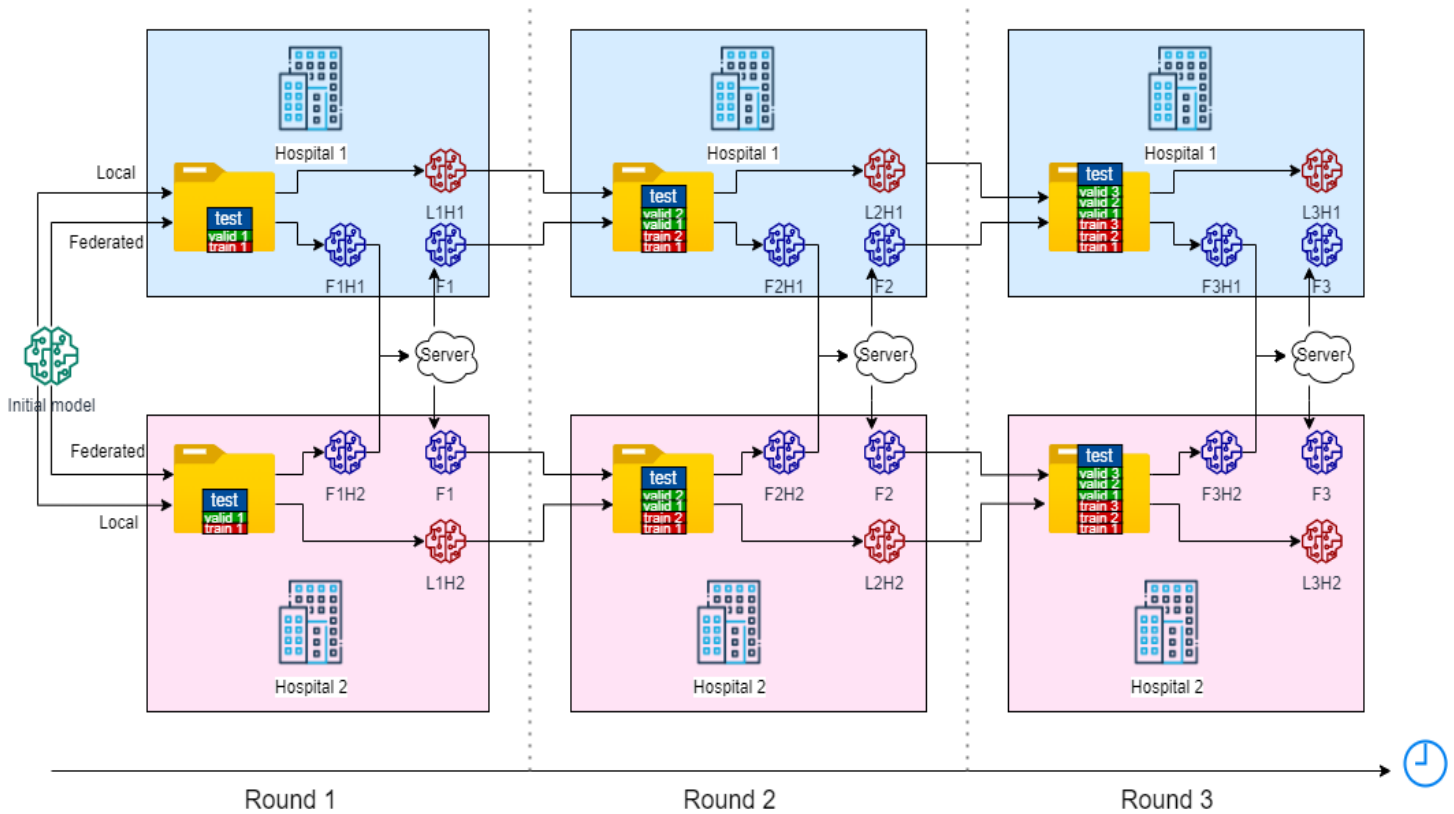 Hospital 1
Hospital 1
Hospital 1
Local
test
valid 1
train 1
L1H1
test
valid 2
valid 1
train 2
train 1
L2H1
test
valid 3
valid 2
valid 1
train 3
train 2
train 1
L3H1
Federated
F1H1
F1
F2H1
F2
F3H1
F3
Server
Server
Server
Initial model
Federated
test
valid 1
train 1
F1H2
F1
test
valid 2
valid 1
train 2
train 1
F2H2
F2
test
valid 3
valid 2
valid 1
train 3
train 2
train 1
F3H2
F3
Local
L1H2
L2H2
L3H2
Hospital 2
Hospital 2
Hospital 2
Round 1
Round 2
Round 3